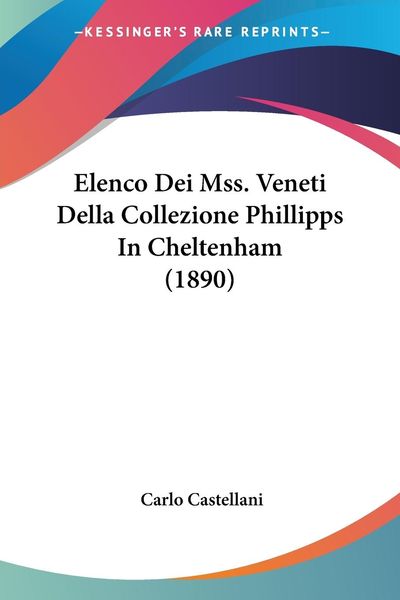 KESSINGER'S RARE REPRINTS
Elenco Dei Mss. Veneti
Della Collezione Phillipps
In Cheltenham
(1890)
Carlo Castellani